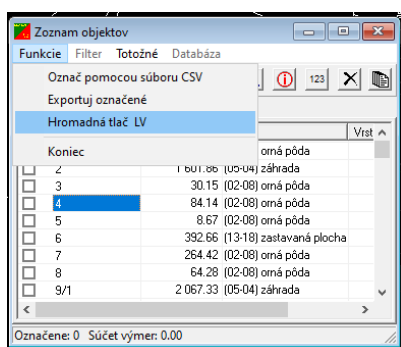 Zoznam objektov
Funkcie Filter Totožné Databáza
Označ pomocou súboru CSV
Exportuj označené
Hromadná tlač LV
Koniec
123
Vrst
orná pôda
2 1 601.86 (05-04) záhrada
3 30.15 (02-08) orná pôda
4 84.14 (02-08) orná pôda
5 8.67 (02-08) orná pôda
6 392.66 (13-18) zastavaná plocha
7 264.42 (02-08) orná pôda
8 64.28 (02-08) orná pôda
9/1 2 067.33 (05-04) záhrada
Označene: 0 Súčet výmer: 0.00